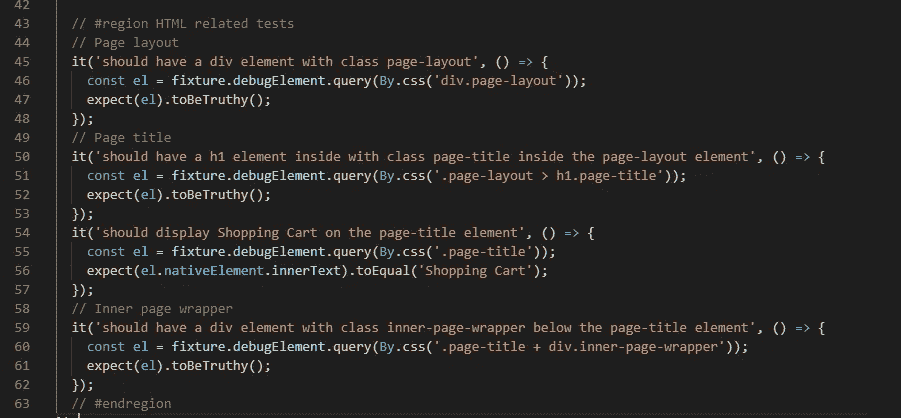 42
43 // #region HTML related tests
44 // Page layout
45 it('should have a div element with class page-layout', () => {
46 const el = fixture.debugElement.query(By.css('div.page-layout'));
47 expect(el).toBeTruthy();
48 });
49 // Page title
50 it('should have a h1 element inside with class page-title inside the page-layout element', () => {
51 const el = fixture.debugElement.query(By.css('.page-layout > h1.page-title'));
52 expect(el).toBeTruthy();
53 });
54 it('should display Shopping Cart on the page-title element', () => {
55 const el = fixture.debugElement.query(By.css('.page-title'));
56 expect(el.nativeElement.innerText).toEqual('Shopping Cart');
57 });
58 // Inner page wrapper
59 it('should have a div element with class inner-page-wrapper below the page-title element', () => {
60 const el = fixture.debugElement.query(By.css('.page-title + div.inner-page-wrapper'));
61 expect(el).toBeTruthy();
62 });
63 // #endregion